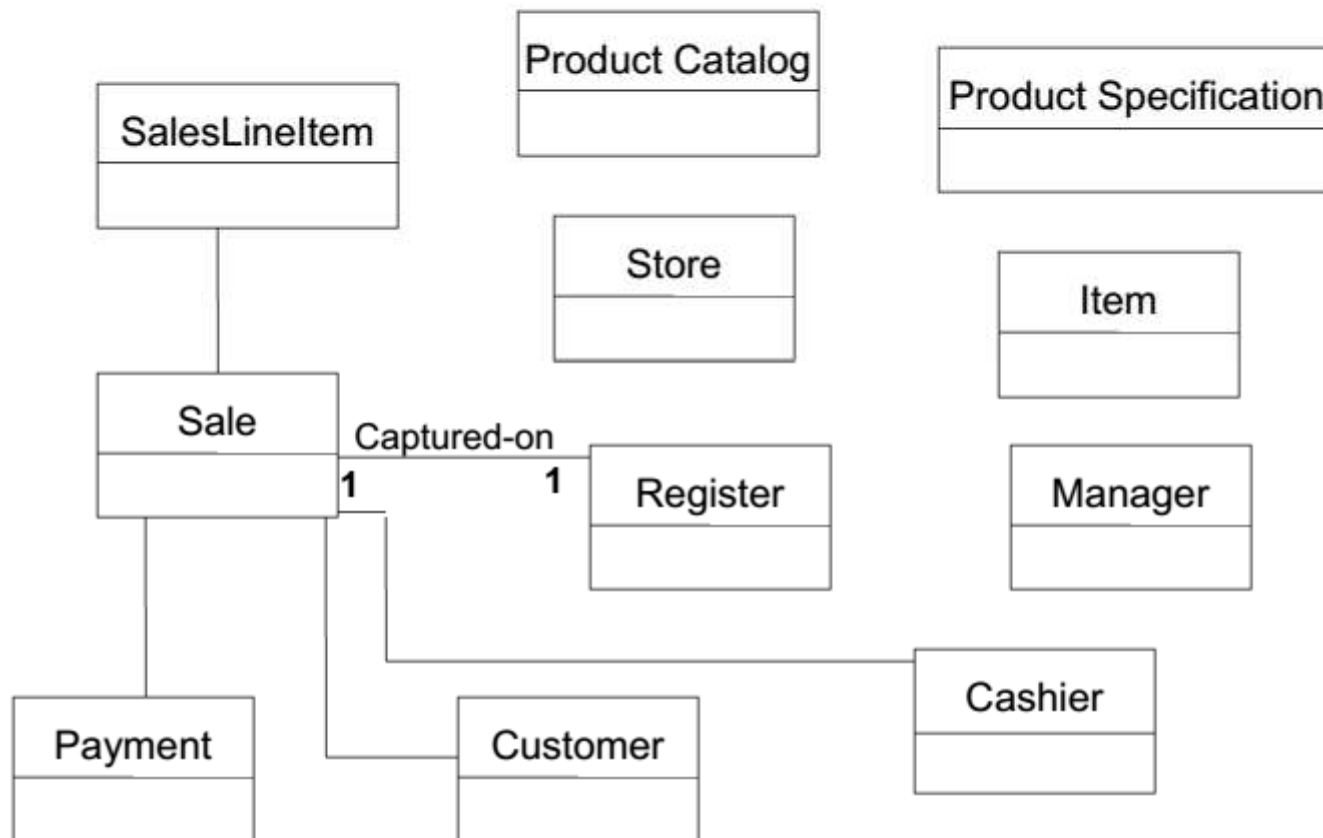 Product Catalog
Product Specification
SalesLineItem
Store
Item
Sale
Captured-on
1
1
Register
Manager
Cashier
Payment
Customer